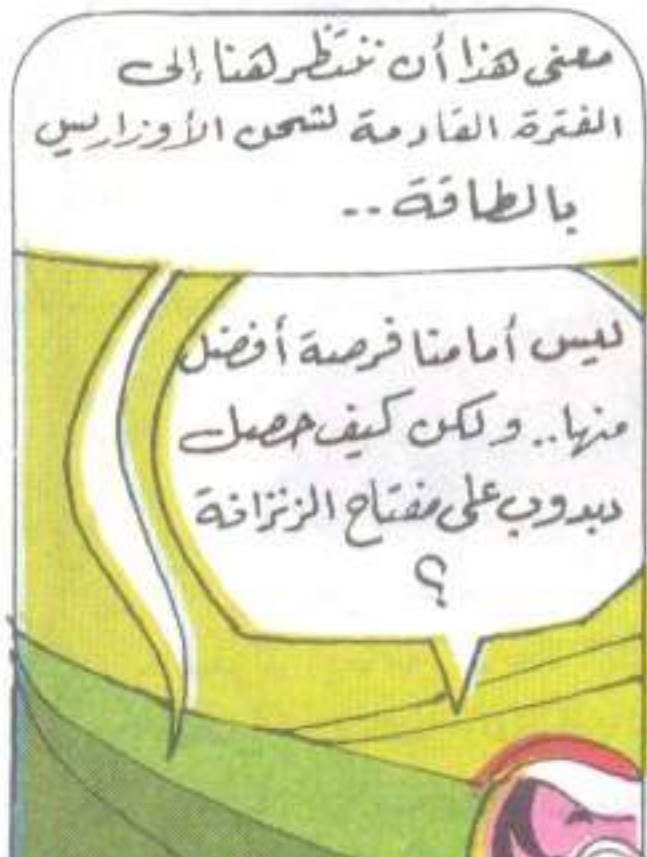 معنى هذا أن ننتظر هنا إلى
الفترة القادمة لشحن الأوزاريس
بالطاقة ..
ليس أمامنا فرصة أفضل
منها.. ولكن كيف حصل
دبدوب على مفتاح الزنزانة
؟